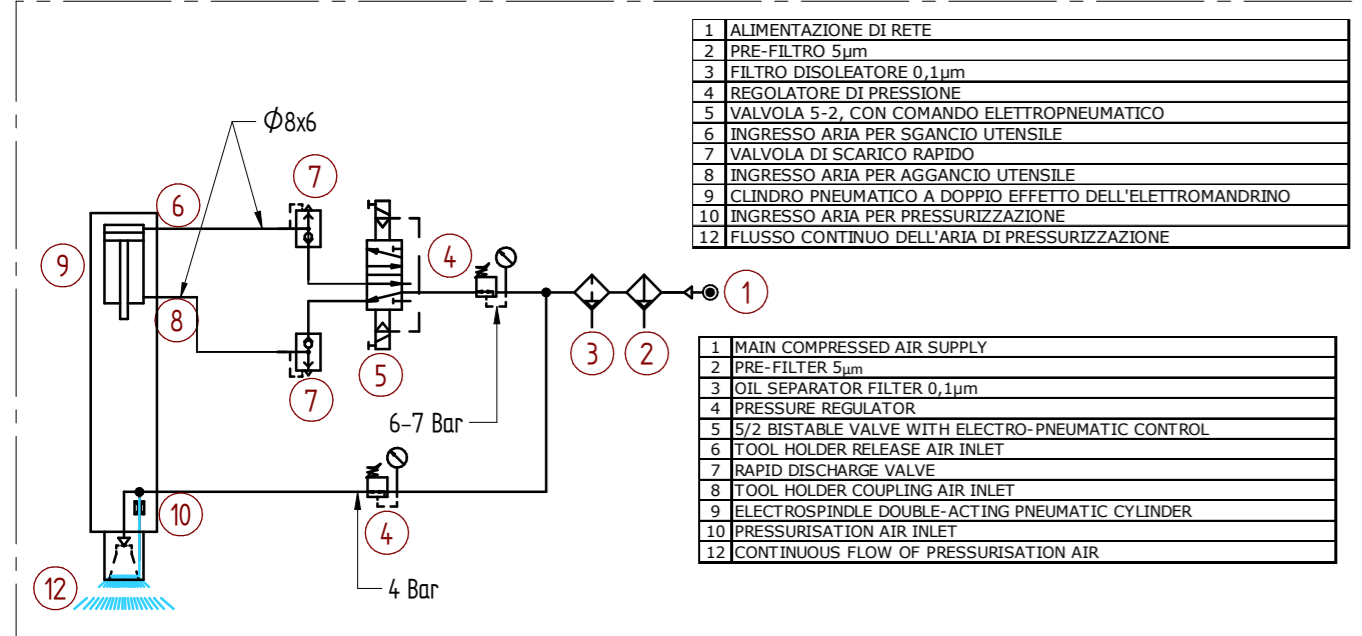 1 ALIMENTAZIONE DI RETE
2 PRE-FILTRO 5µm
3 FILTRO DISOLEATORE 0,1µm
4 REGOLATORE DI PRESSIONE
5 VALVOLA 5-2, CON COMANDO ELETTROPNEUMATICO
6 INGRESSO ARIA PER SGANCIO UTENSILE
7 VALVOLA DI SCARICO RAPIDO
8 INGRESSO ARIA PER AGGANCIO UTENSILE
9 CLINDRO PNEUMATICO A DOPPIO EFFETTO DELL'ELETTROMANDRINO
10 INGRESSO ARIA PER PRESSURIZZAZIONE
12 FLUSSO CONTINUO DELL'ARIA DI PRESSURIZZAZIONE
Φ8x6
7
6
9
4
1
8
3
2
5
7
6-7 Bar
10
4
12
4 Bar
1 MAIN COMPRESSED AIR SUPPLY
2 PRE-FILTER 5µm
3 OIL SEPARATOR FILTER 0,1µm
4 PRESSURE REGULATOR
5 5/2 BISTABLE VALVE WITH ELECTRO-PNEUMATIC CONTROL
6 TOOL HOLDER RELEASE AIR INLET
7 RAPID DISCHARGE VALVE
8 TOOL HOLDER COUPLING AIR INLET
9 ELECTROSPINDLE DOUBLE-ACTING PNEUMATIC CYLINDER
10 PRESSURISATION AIR INLET
12 CONTINUOUS FLOW OF PRESSURISATION AIR